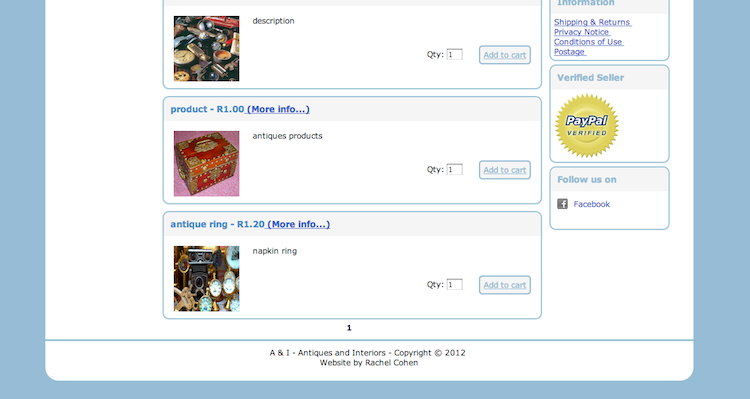 description
Qty: 1 Add to cart
product - R1.00 (More info...)
antiques products
Qty: 1 Add to cart
antique ring - R1.20 (More info...)
napkin ring
Qty: 1 Add to cart
1
Information
Shipping & Returns
Privacy Notice
Conditions of Use
Postage
Verified Seller
PayPal
VERIFIED
Follow us on
Facebook
A & I - Antiques and Interiors - Copyright © 2012
Website by Rachel Cohen